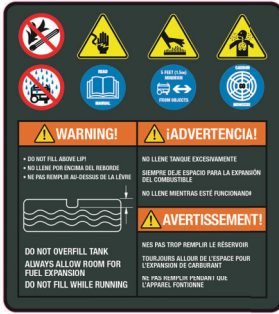 READ
MANUAL
5 FEET (1.5m)
MINIMUM
FROM OBJECTS
CARBON
MONOXIDE
WARNING!
• DO NOT FILL ABOVE LIP!
• NO LLENE POR ENCIMA DEL REBORDE
• NE PAS REMPLIR AU-DESSUS DE LA LÈVRE
DO NOT OVERFILL TANK
ALWAYS ALLOW ROOM FOR
FUEL EXPANSION
DO NOT FILL WHILE RUNNING
¡ADVERTENCIA!
NO LLENE TANQUE EXCESIVAMENTE
SIEMPRE DEJE ESPACIO PARA LA EXPANSIÓN
DEL COMBUSTIBLE
NO LLENE MIENTRAS ESTÉ FUNCIONANDO
AVERTISSEMENT!
NES PAS TROP REMPLIR LE RÉSERVOIR
TOURJOURS ALLOUR DE L'ESPACE POUR
L'EXPANSION DE CARBURANT
NE PAS REMPLIR PENDANT QUE
L'APPAREIL FONTIONNE